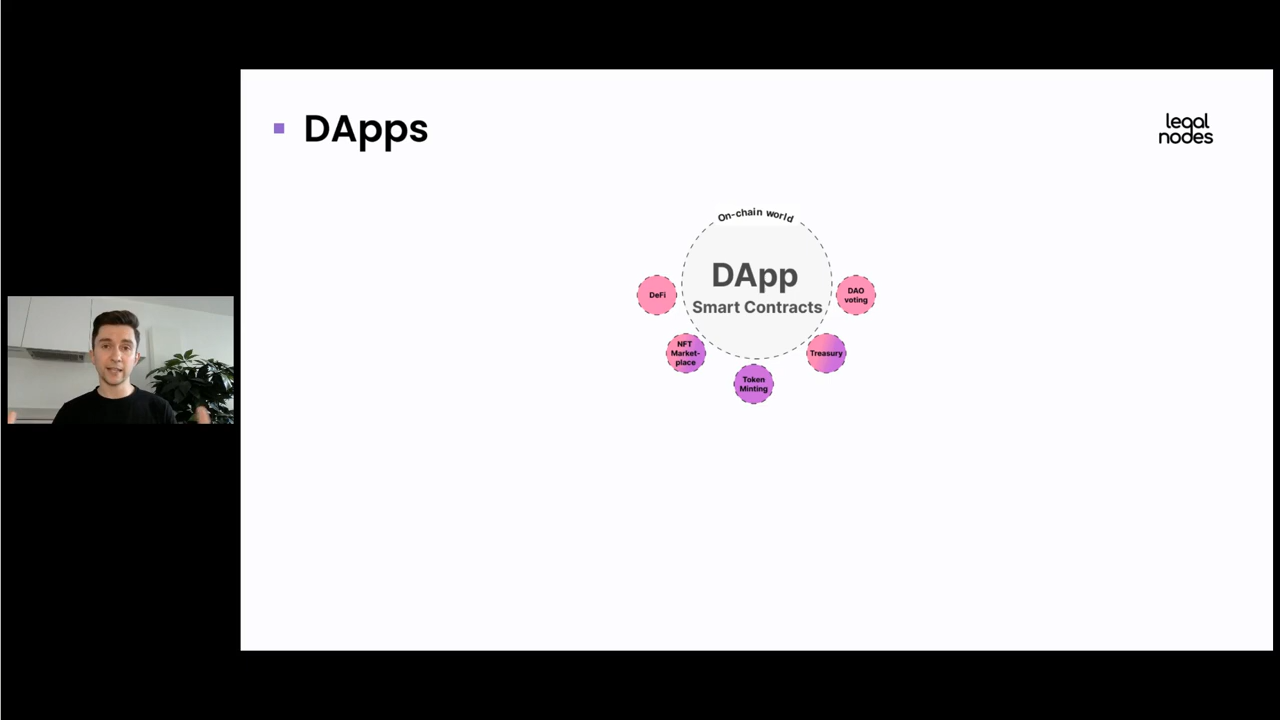 DApps
legal
nodes
On-chain world
DApp
Smart Contracts
DeFi
DAO
voting
NFT
Market-
place
Treasury
Token
Minting